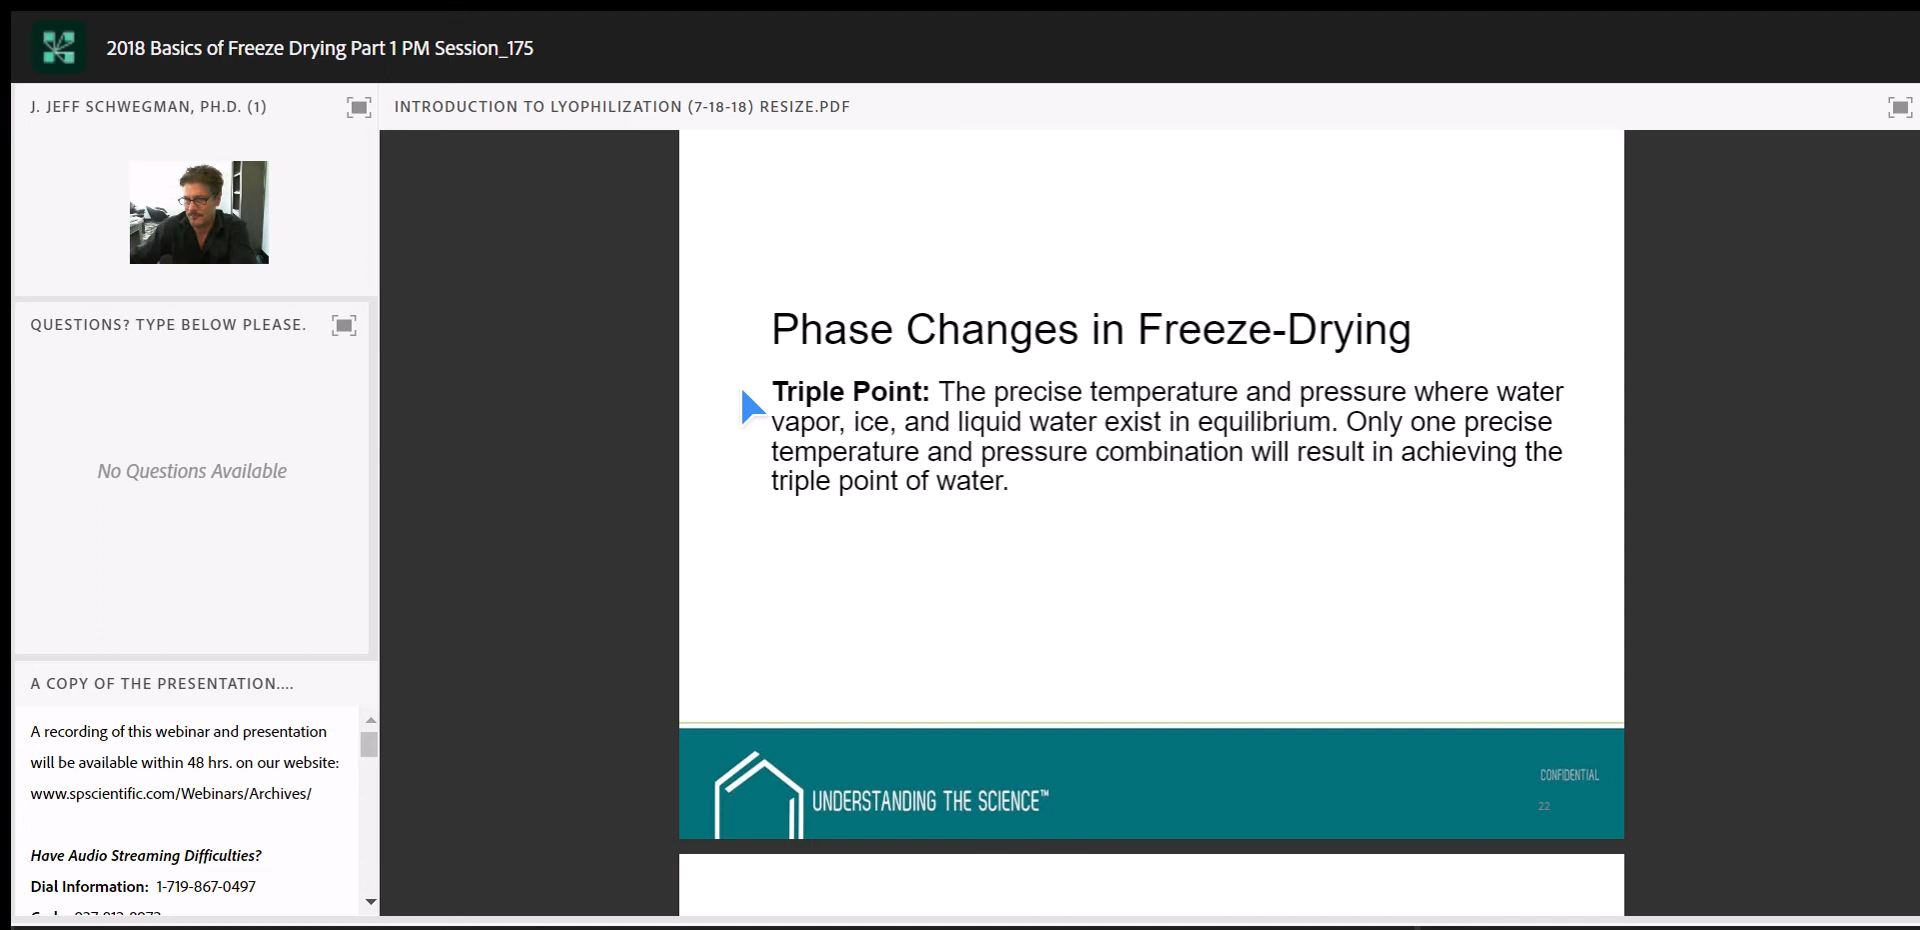 2018 Basics of Freeze Drying Part 1 PM Session_175
J. JEFF SCHWEGMAN, PH.D. (1)
INTRODUCTION TO LYOPHILIZATION (7-18-18) RESIZE.PDF
QUESTIONS? TYPE BELOW PLEASE.
No Questions Available
A COPY OF THE PRESENTATION....
A recording of this webinar and presentation
will be available within 48 hrs. on our website:
www.spscientific.com/Webinars/Archives/
Have Audio Streaming Difficulties?
Dial Information: 1-719-867-0497
Phase Changes in Freeze-Drying
Triple Point: The precise temperature and pressure where water
vapor, ice, and liquid water exist in equilibrium. Only one precise
temperature and pressure combination will result in achieving the
triple point of water.
UNDERSTANDING THE SCIENCE™
CONFIDENTIAL
22